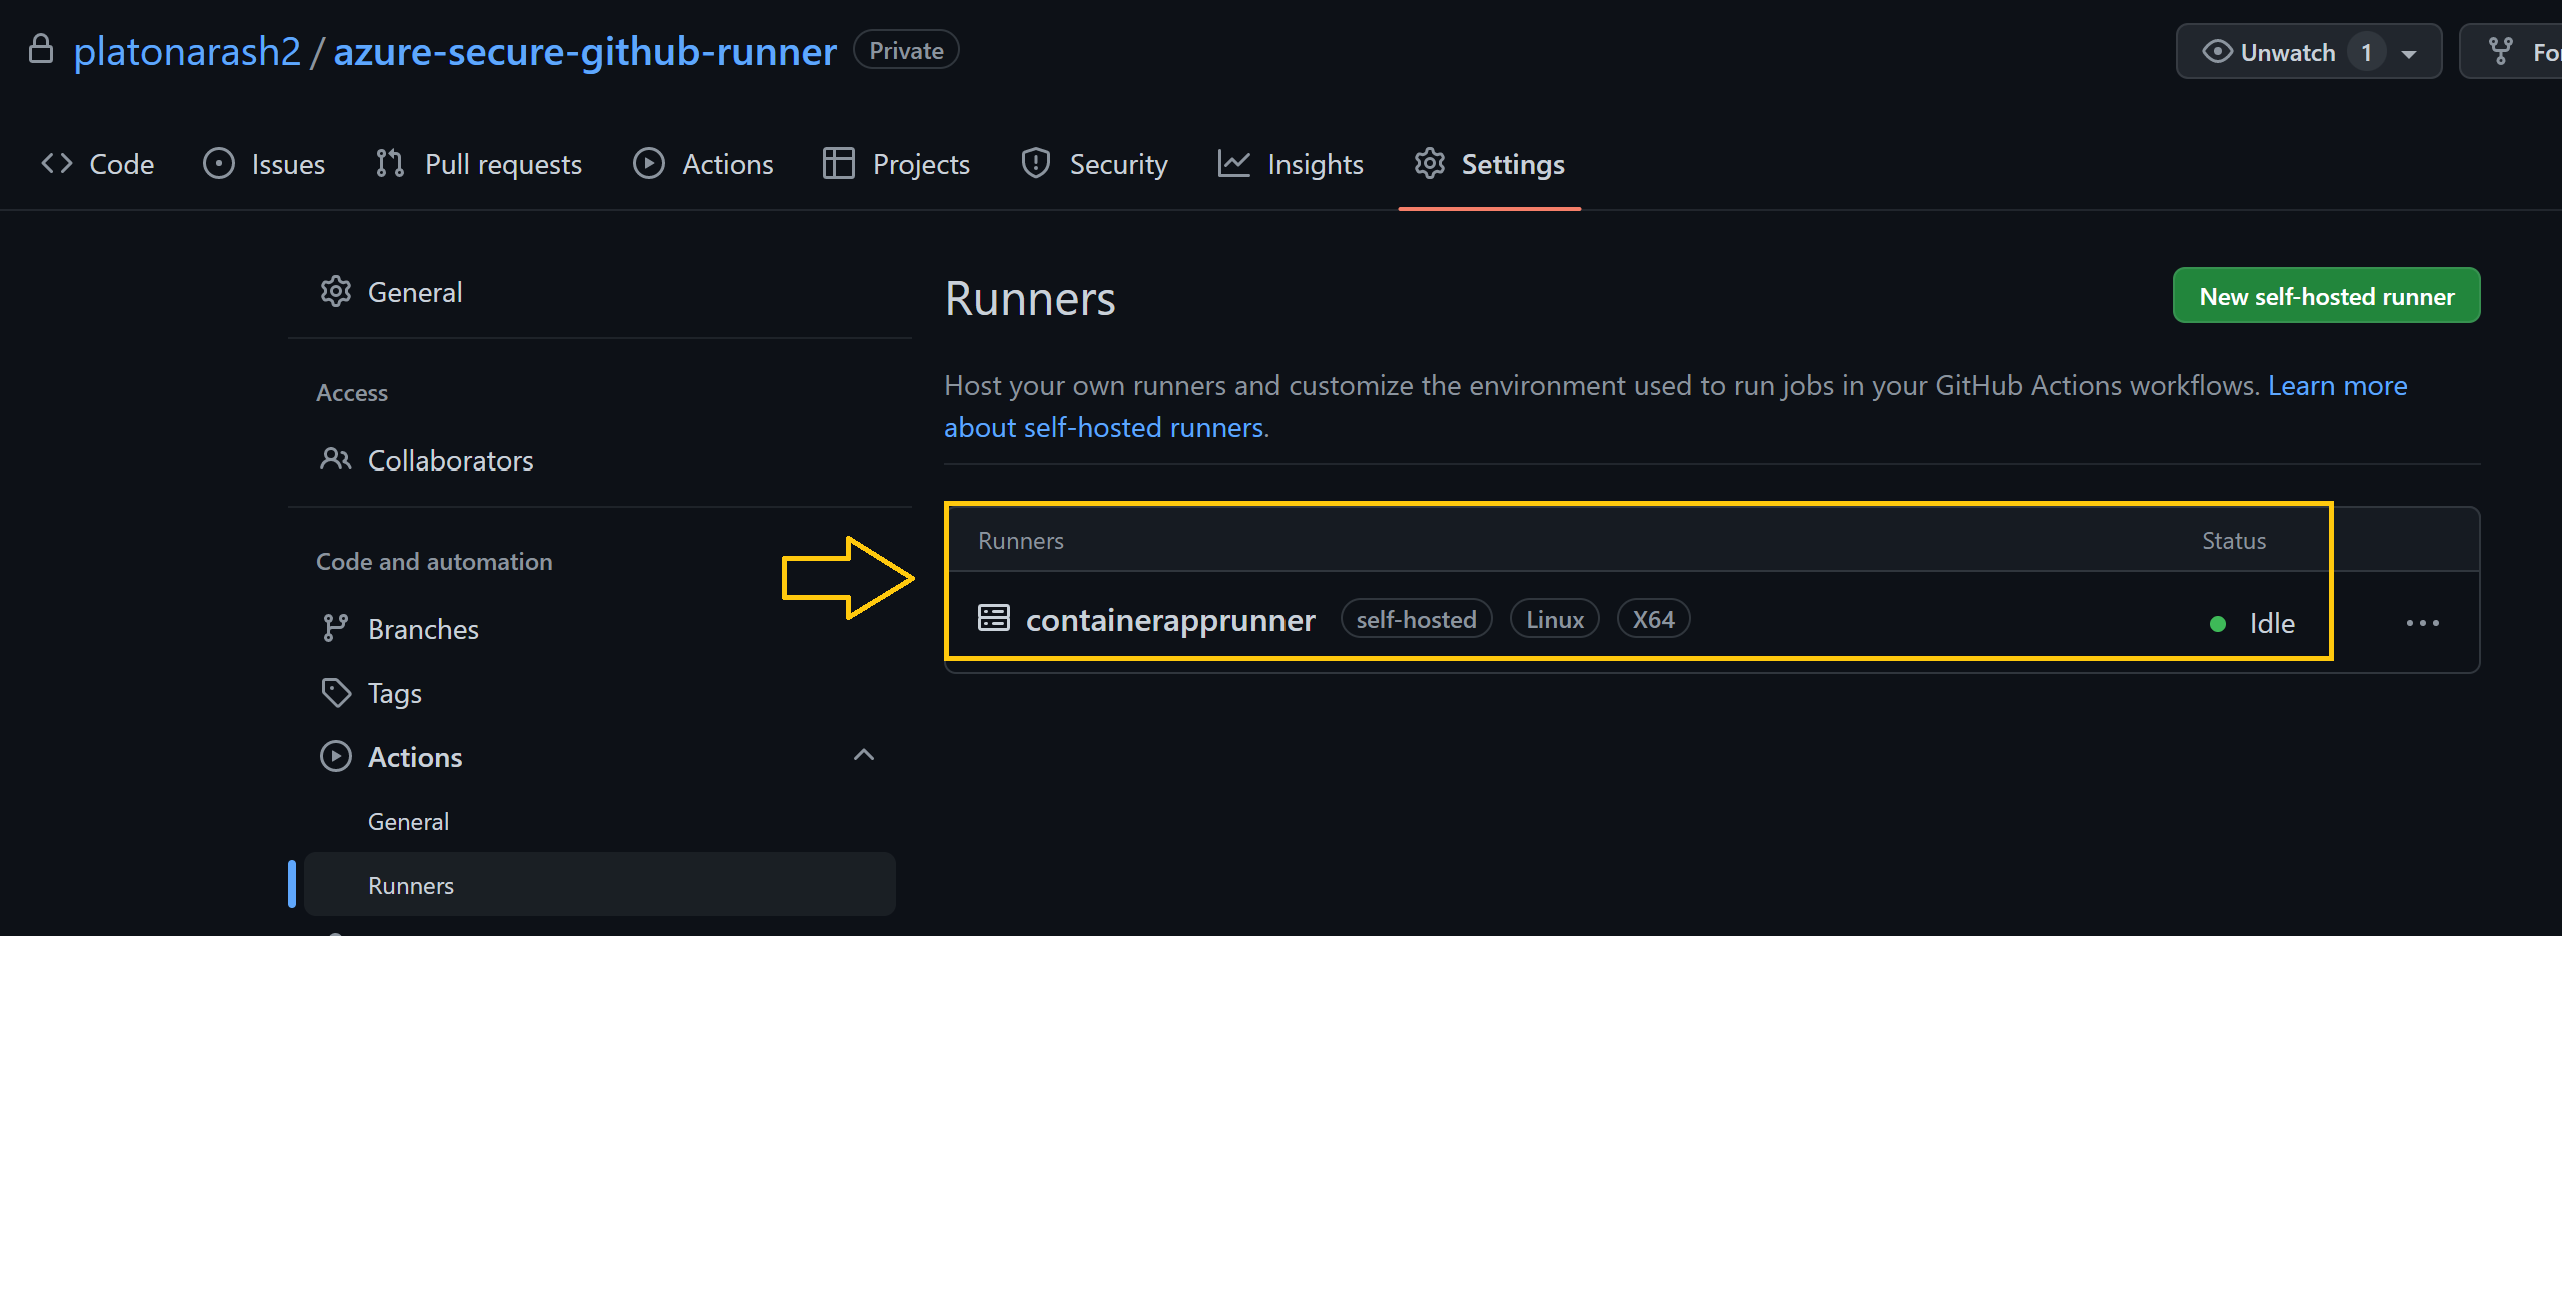 platonarash2 / azure-secure-github-runner Private
Unwatch 1
Code Issues Pull requests Actions Projects Security Insights Settings
General
Access
Collaborators
Code and automation
Branches
Tags
Actions
General
Runners
Runners
New self-hosted runner
Host your own runners and customize the environment used to run jobs in your GitHub Actions workflows. Learn more
about self-hosted runners.
Runners Status
containerapprunner self-hosted Linux X64 Idle